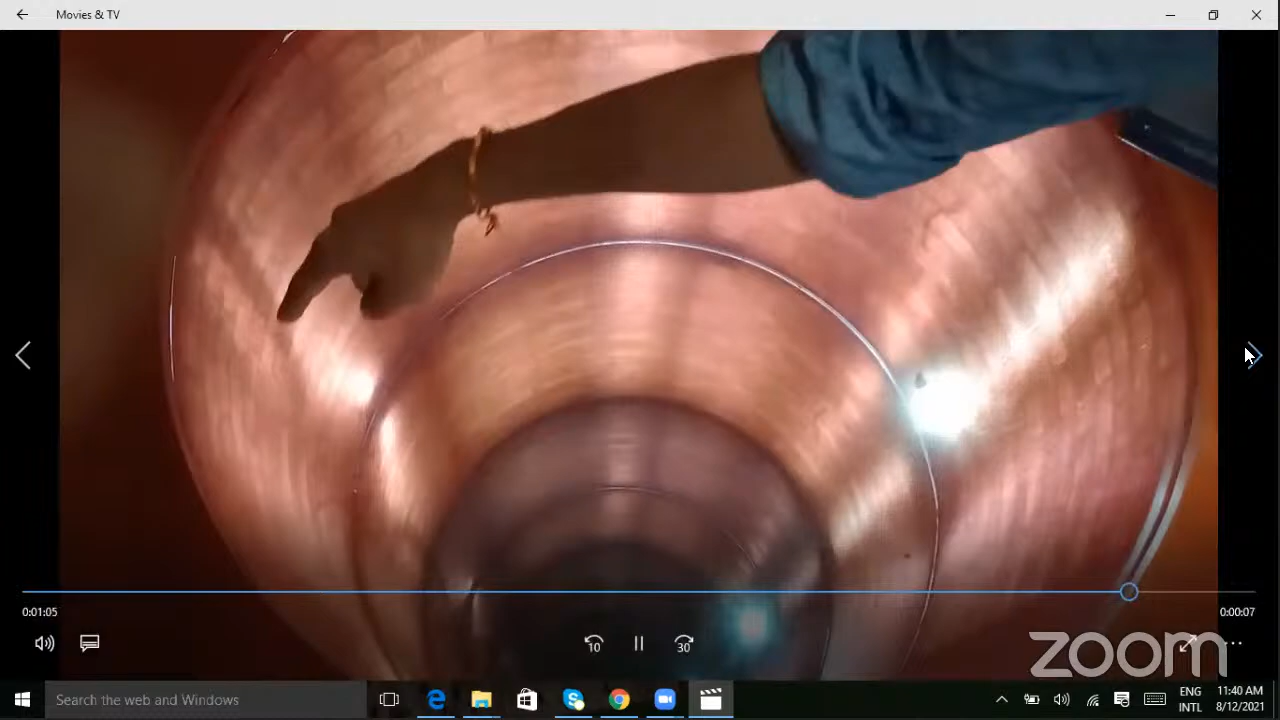 Movies & TV
0:01:05
0:00:07
10
30
zoom
Search the web and Windows
ENG
INTL
11:40 AM
8/12/2021